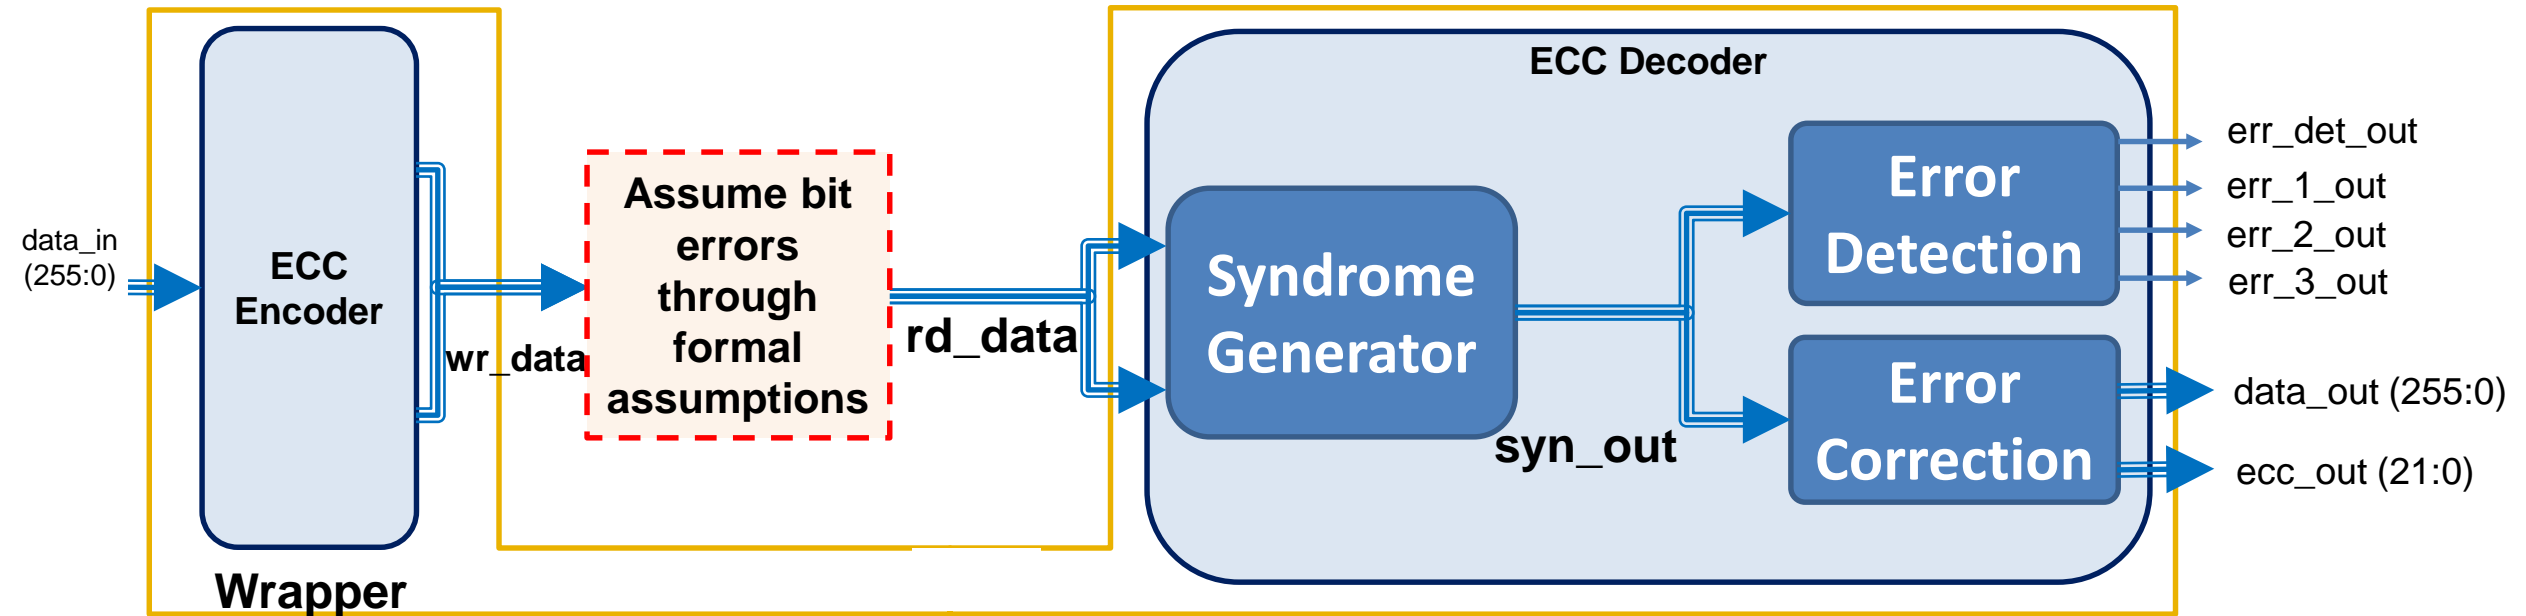 data_in
(255:0)
ECC
Encoder
Wrapper
wr_data
Assume bit
errors
through
formal
assumptions
rd_data
ECC Decoder
Syndrome
Generator
syn_out
Error
Detection
Error
Correction
err_det_out
err_1_out
err_2_out
err_3_out
data_out (255:0)
ecc_out (21:0)